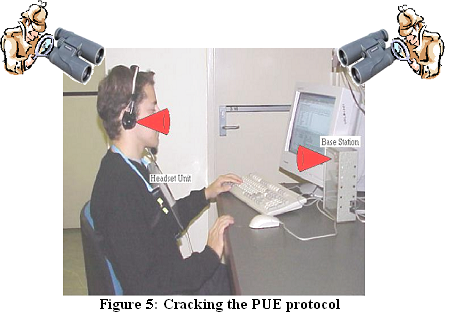 Base Station
Headset Unit
Figure 5: Cracking the PUE protocol